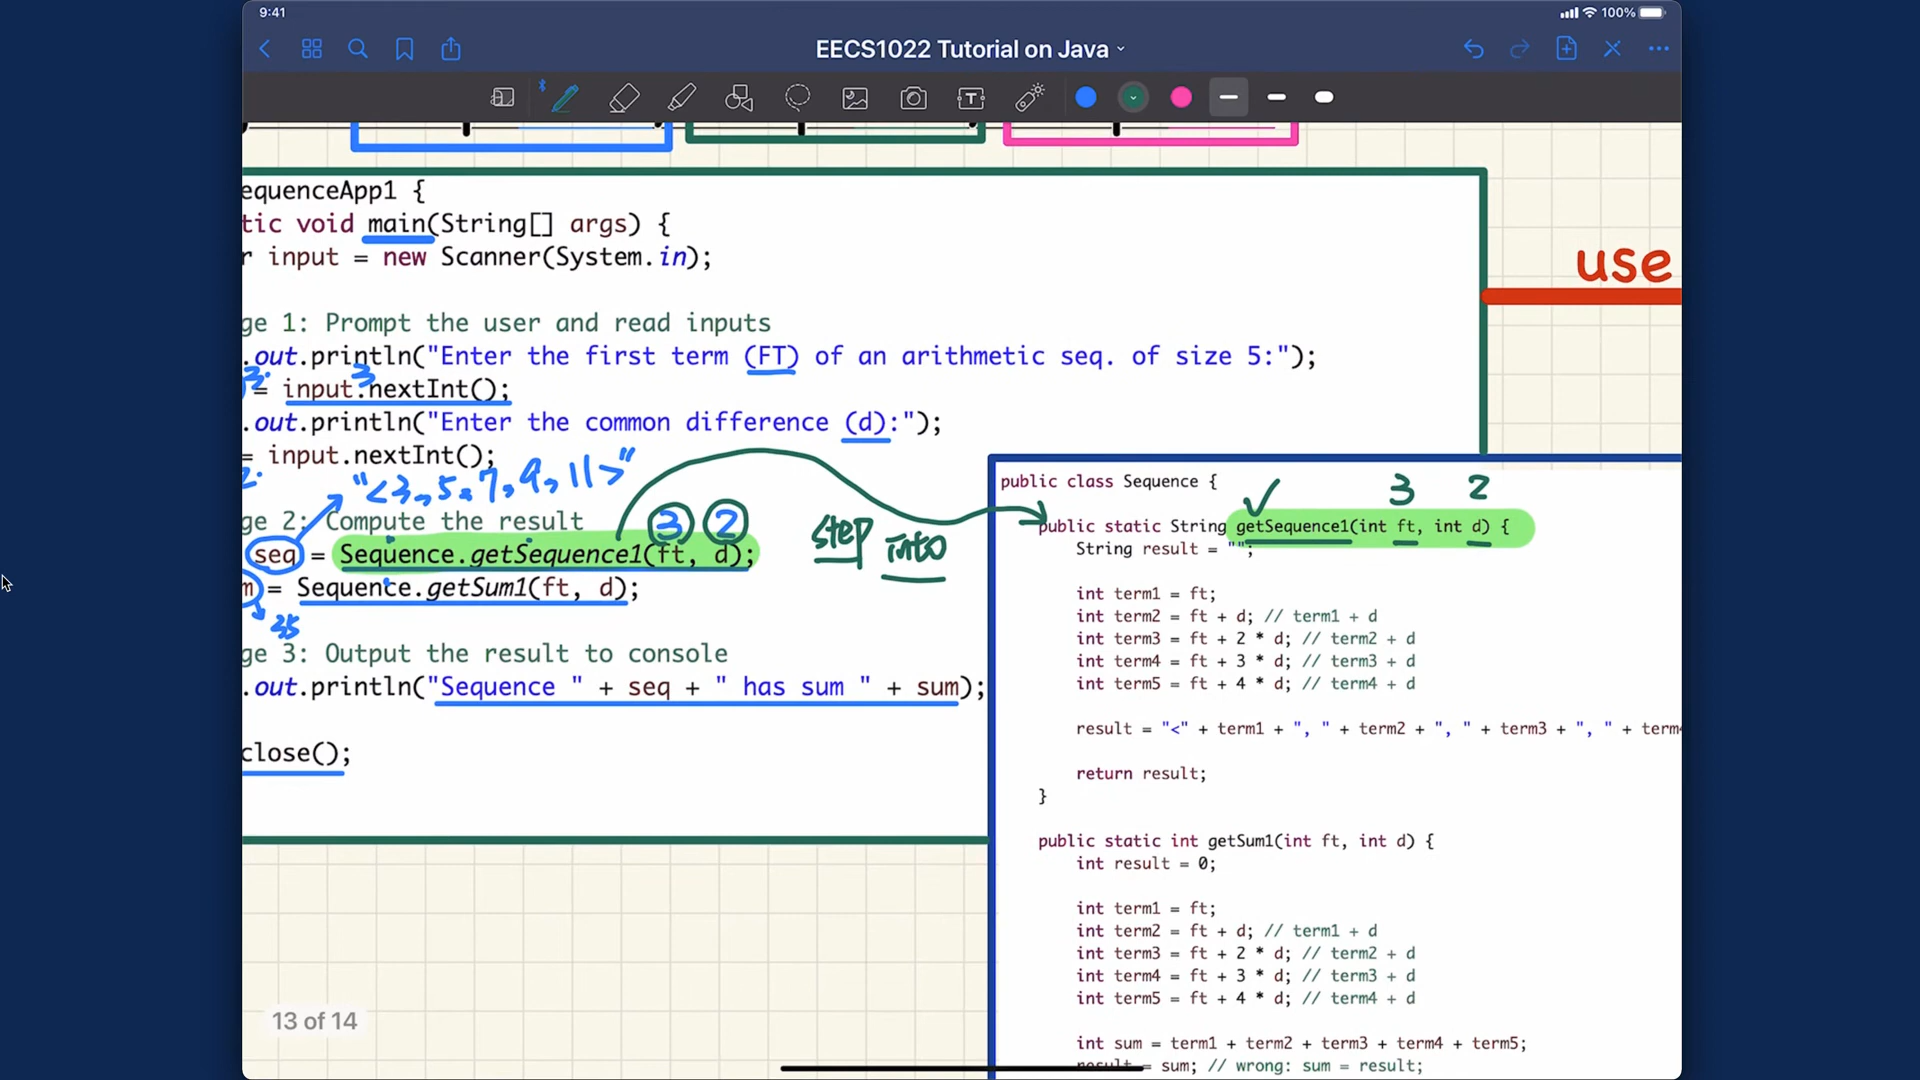 9:41
100%
EECS1022 Tutorial on Java
equenceApp1 {
tic void main(String[] args) {
r input = new Scanner(System.in);
use
ge 1: Prompt the user and read inputs
.out.println("Enter the first term (FT) of an arithmetic seq. of size 5:");
3
= input.nextInt();
.out.println("Enter the common difference (d):");
= input.nextInt();
2.
"<3, 5, 7, 9, 11>"
ge 2: Compute the result
3 2
seq = Sequence.getSequence1(ft, d);
step into
m = Sequence.getSum1(ft, d);
35
ge 3: Output the result to console
.out.println("Sequence " + seq + " has sum " + sum);
close();
public class Sequence {
3 2
public static String getSequence1(int ft, int d) {
String result = "";
int term1 = ft;
int term2 = ft + d; // term1 + d
int term3 = ft + 2 * d; // term2 + d
int term4 = ft + 3 * d; // term3 + d
int term5 = ft + 4 * d; // term4 + d
result = "<" + term1 + ", " + term2 + ", " + term3 + ", " + term
return result;
}
public static int getSum1(int ft, int d) {
int result = 0;
int term1 = ft;
int term2 = ft + d; // term1 + d
int term3 = ft + 2 * d; // term2 + d
int term4 = ft + 3 * d; // term3 + d
int term5 = ft + 4 * d; // term4 + d
int sum = term1 + term2 + term3 + term4 + term5;
result = sum; // wrong: sum = result;
13 of 14